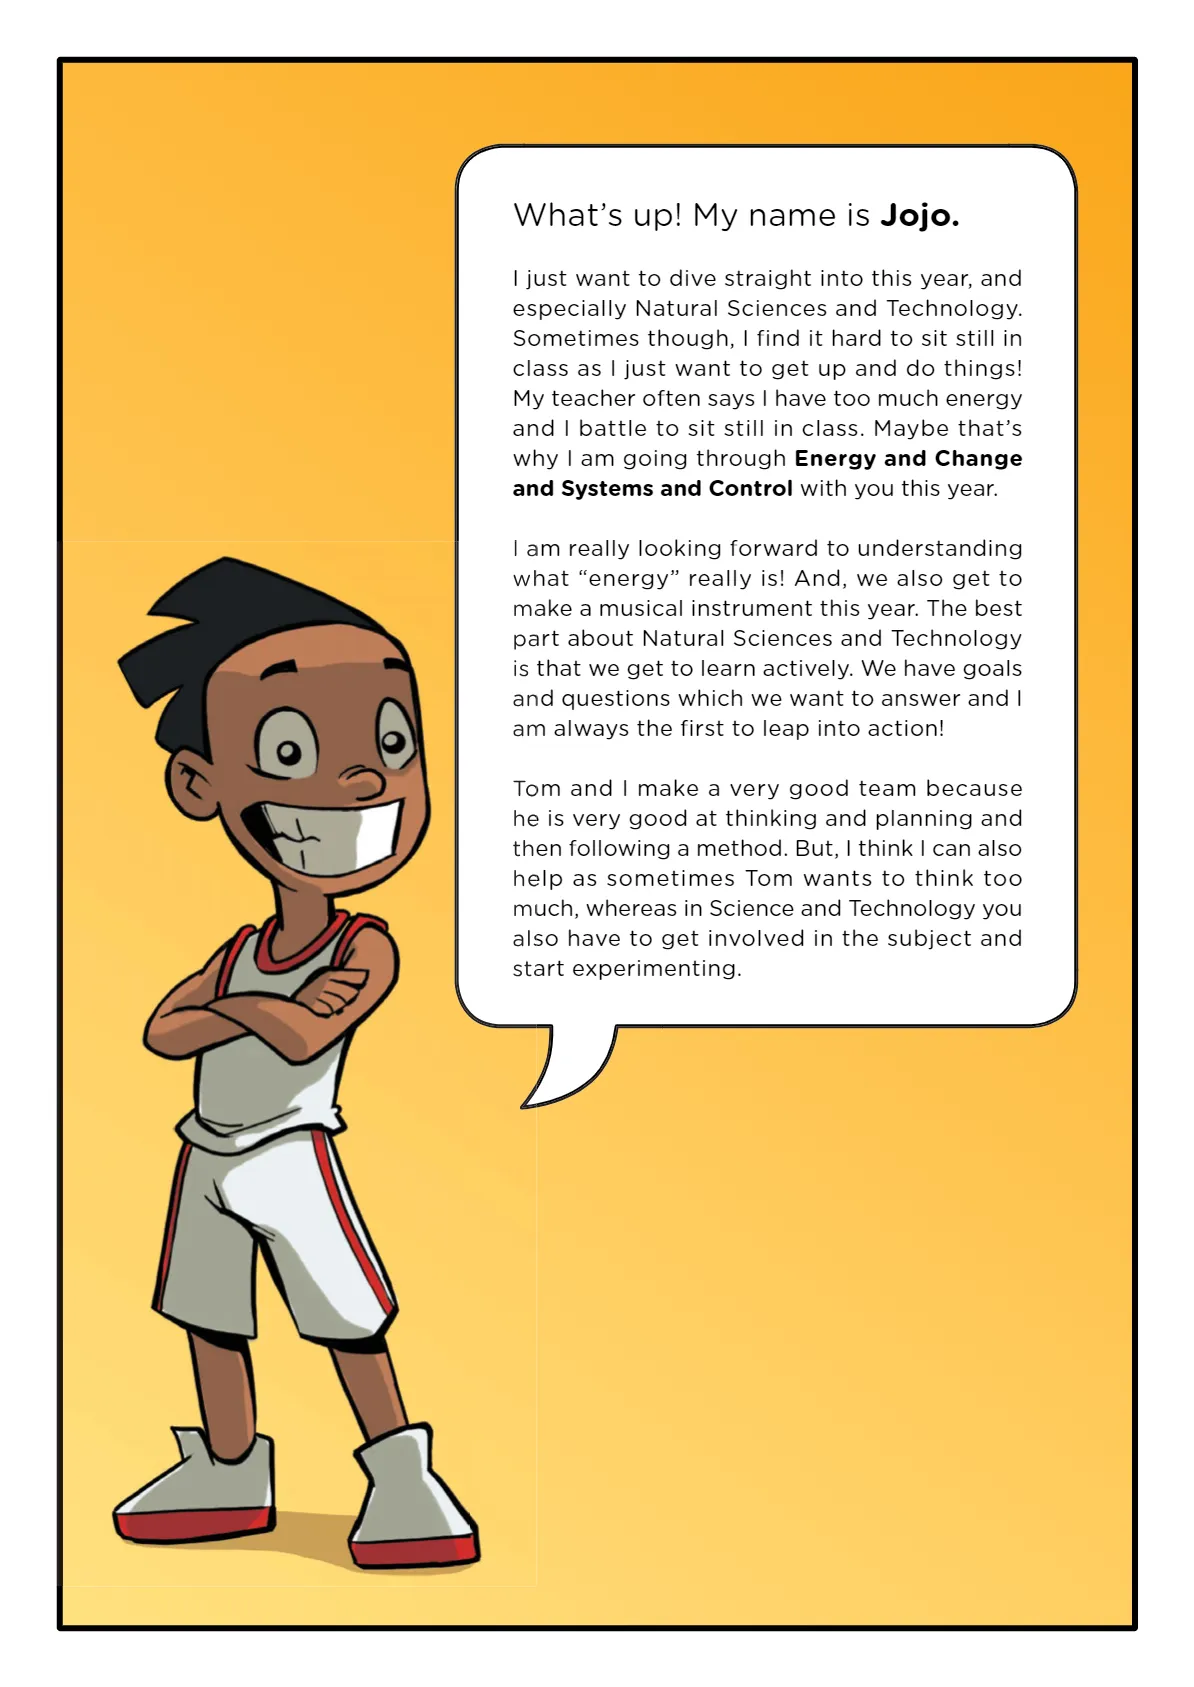 What’s up! My name is Jojo.
I just want to dive straight into this year, and
especially Natural Sciences and Technology.
Sometimes though, I find it hard to sit still in
class as I just want to get up and do things!
My teacher often says I have too much energy
and I battle to sit still in class. Maybe that’s
why I am going through Energy and Change
and Systems and Control with you this year.
I am really looking forward to understanding
what “energy” really is! And, we also get to
make a musical instrument this year. The best
part about Natural Sciences and Technology
is that we get to learn actively. We have goals
and questions which we want to answer and I
am always the first to leap into action!
Tom and I make a very good team because
he is very good at thinking and planning and
then following a method. But, I think I can also
help as sometimes Tom wants to think too
much, whereas in Science and Technology you
also have to get involved in the subject and
start experimenting.